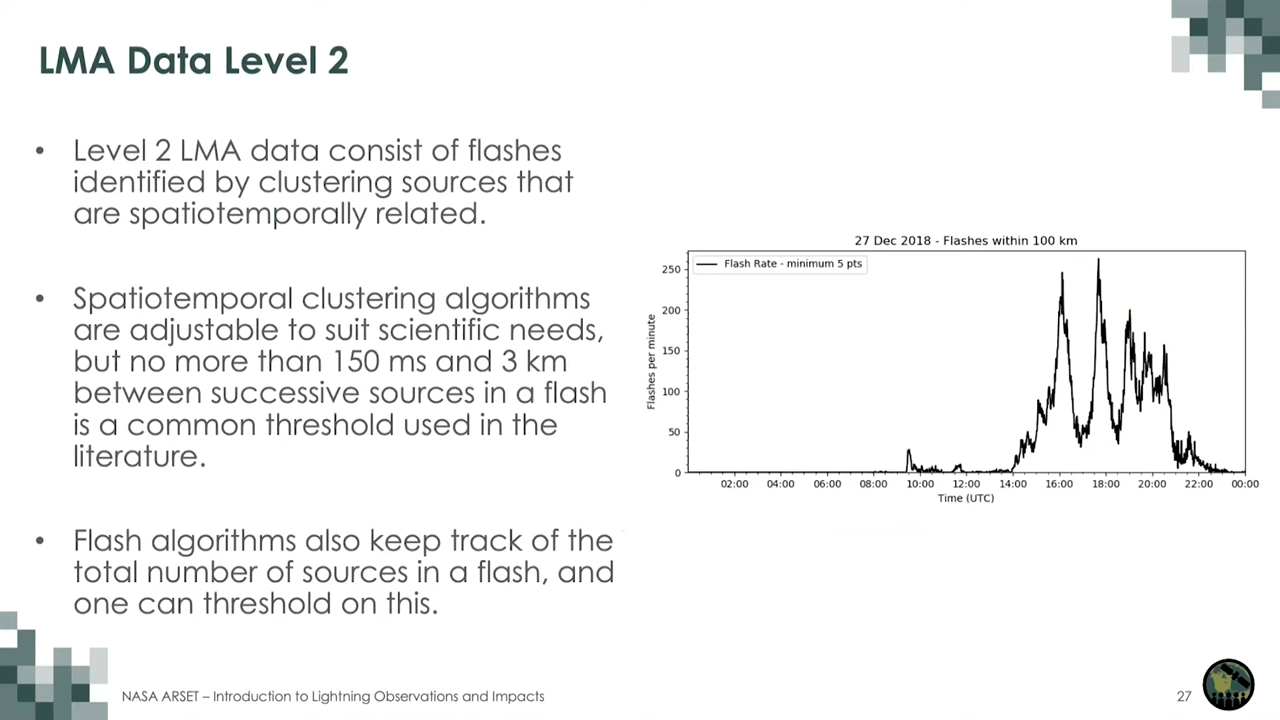 LMA Data Level 2
• Level 2 LMA data consist of flashes
identified by clustering sources that
are spatiotemporally related.
• Spatiotemporal clustering algorithms
are adjustable to suit scientific needs,
but no more than 150 ms and 3 km
between successive sources in a flash
is a common threshold used in the
literature.
• Flash algorithms also keep track of the
total number of sources in a flash, and
one can threshold on this.
27 Dec 2018 - Flashes within 100 km
Flash Rate - minimum 5 pts
Flashes per minute
250
200
150
100
50
0
02:00 04:00 06:00 08:00 10:00 12:00 14:00 16:00 18:00 20:00 22:00 00:00
Time (UTC)
NASA ARSET – Introduction to Lightning Observations and Impacts
27